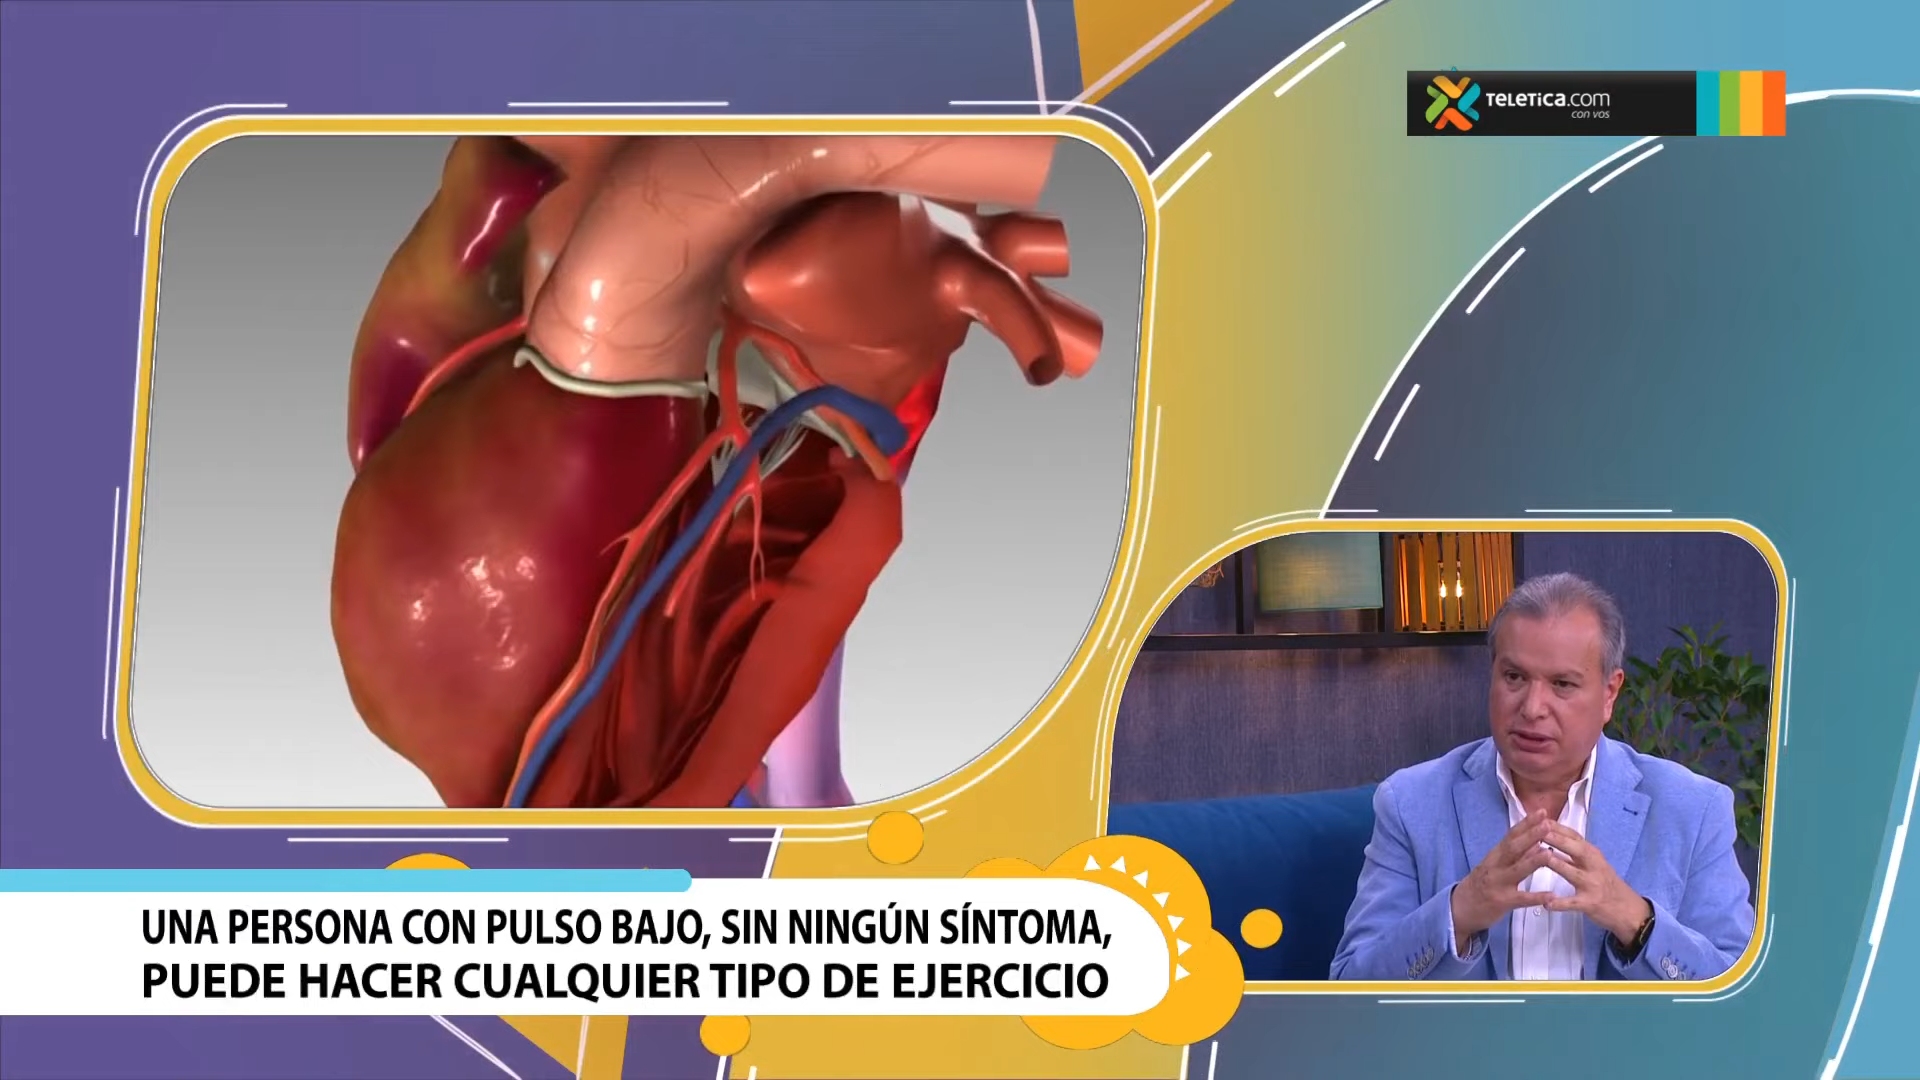 TELETICA.com
con vos
UNA PERSONA CON PULSO BAJO, SIN NINGÚN SÍNTOMA,
PUEDE HACER CUALQUIER TIPO DE EJERCICIO